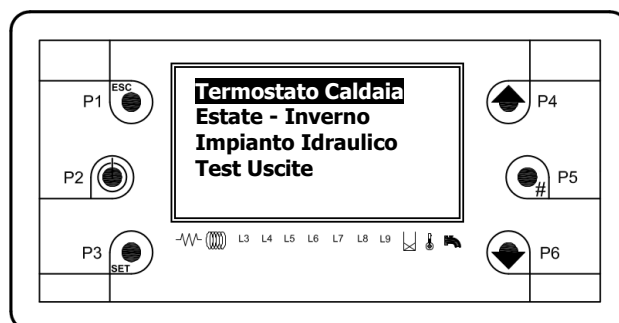 ESC
P1
P2
P3
SET
Termostato Caldaia
Estate - Inverno
Impianto Idraulico
Test Uscite
L3 L4 L5 L6 L7 L8 L9
P4
P5
#
P6